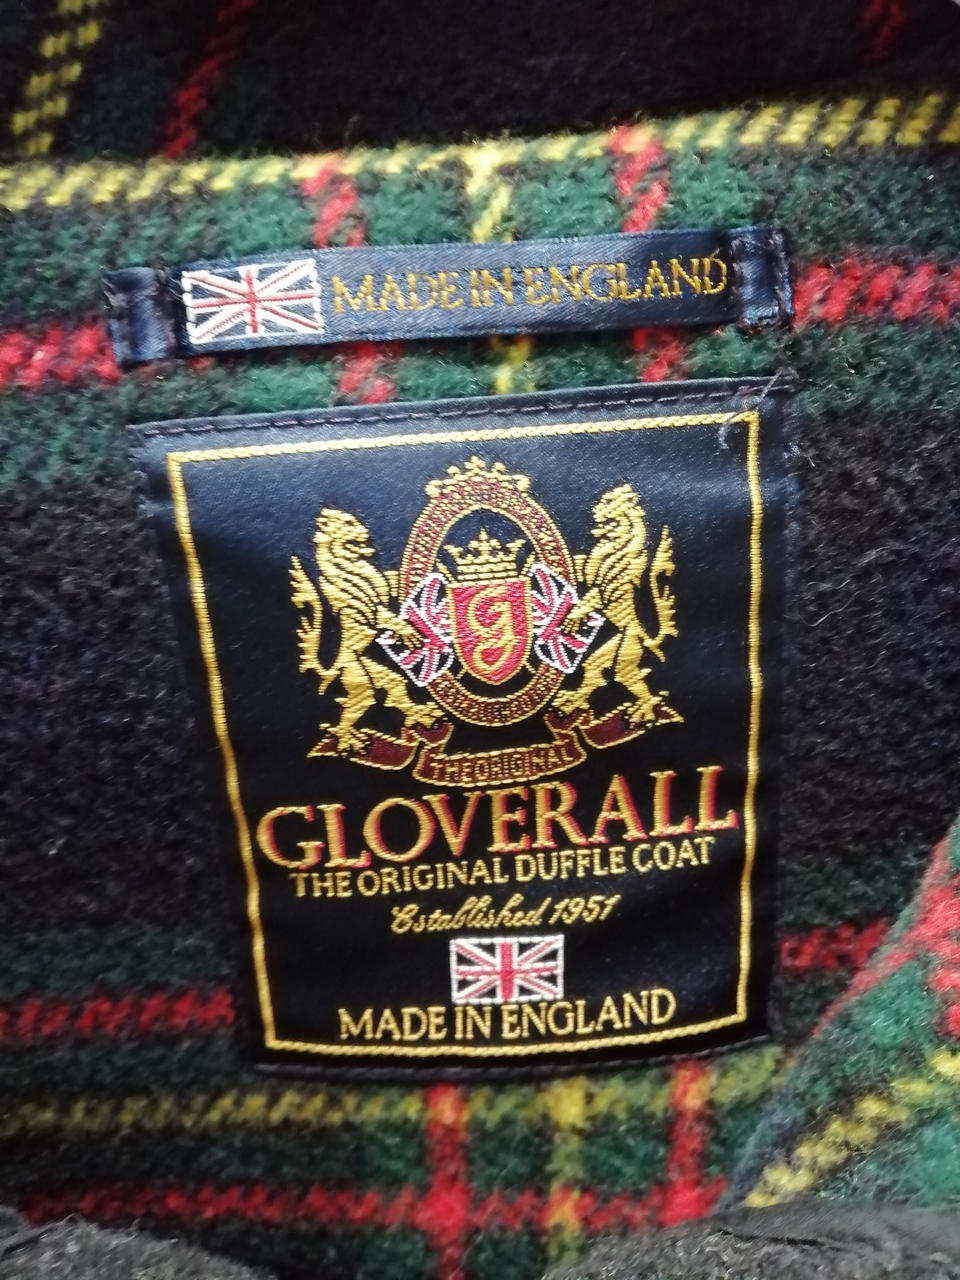 MADE IN ENGLAND
G
THE ORIGINAL
GLOVERALL
THE ORIGINAL DUFFLE COAT
Established 1951
MADE IN ENGLAND